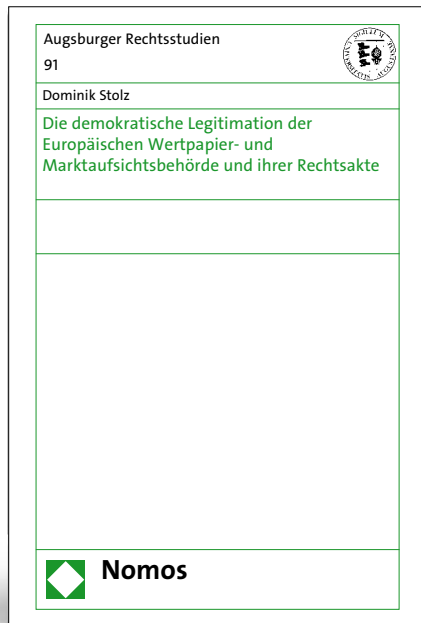 Augsburger Rechtsstudien
91
Dominik Stolz
Die demokratische Legitimation der
Europäischen Wertpapier- und
Marktaufsichtsbehörde und ihrer Rechtsakte
Nomos